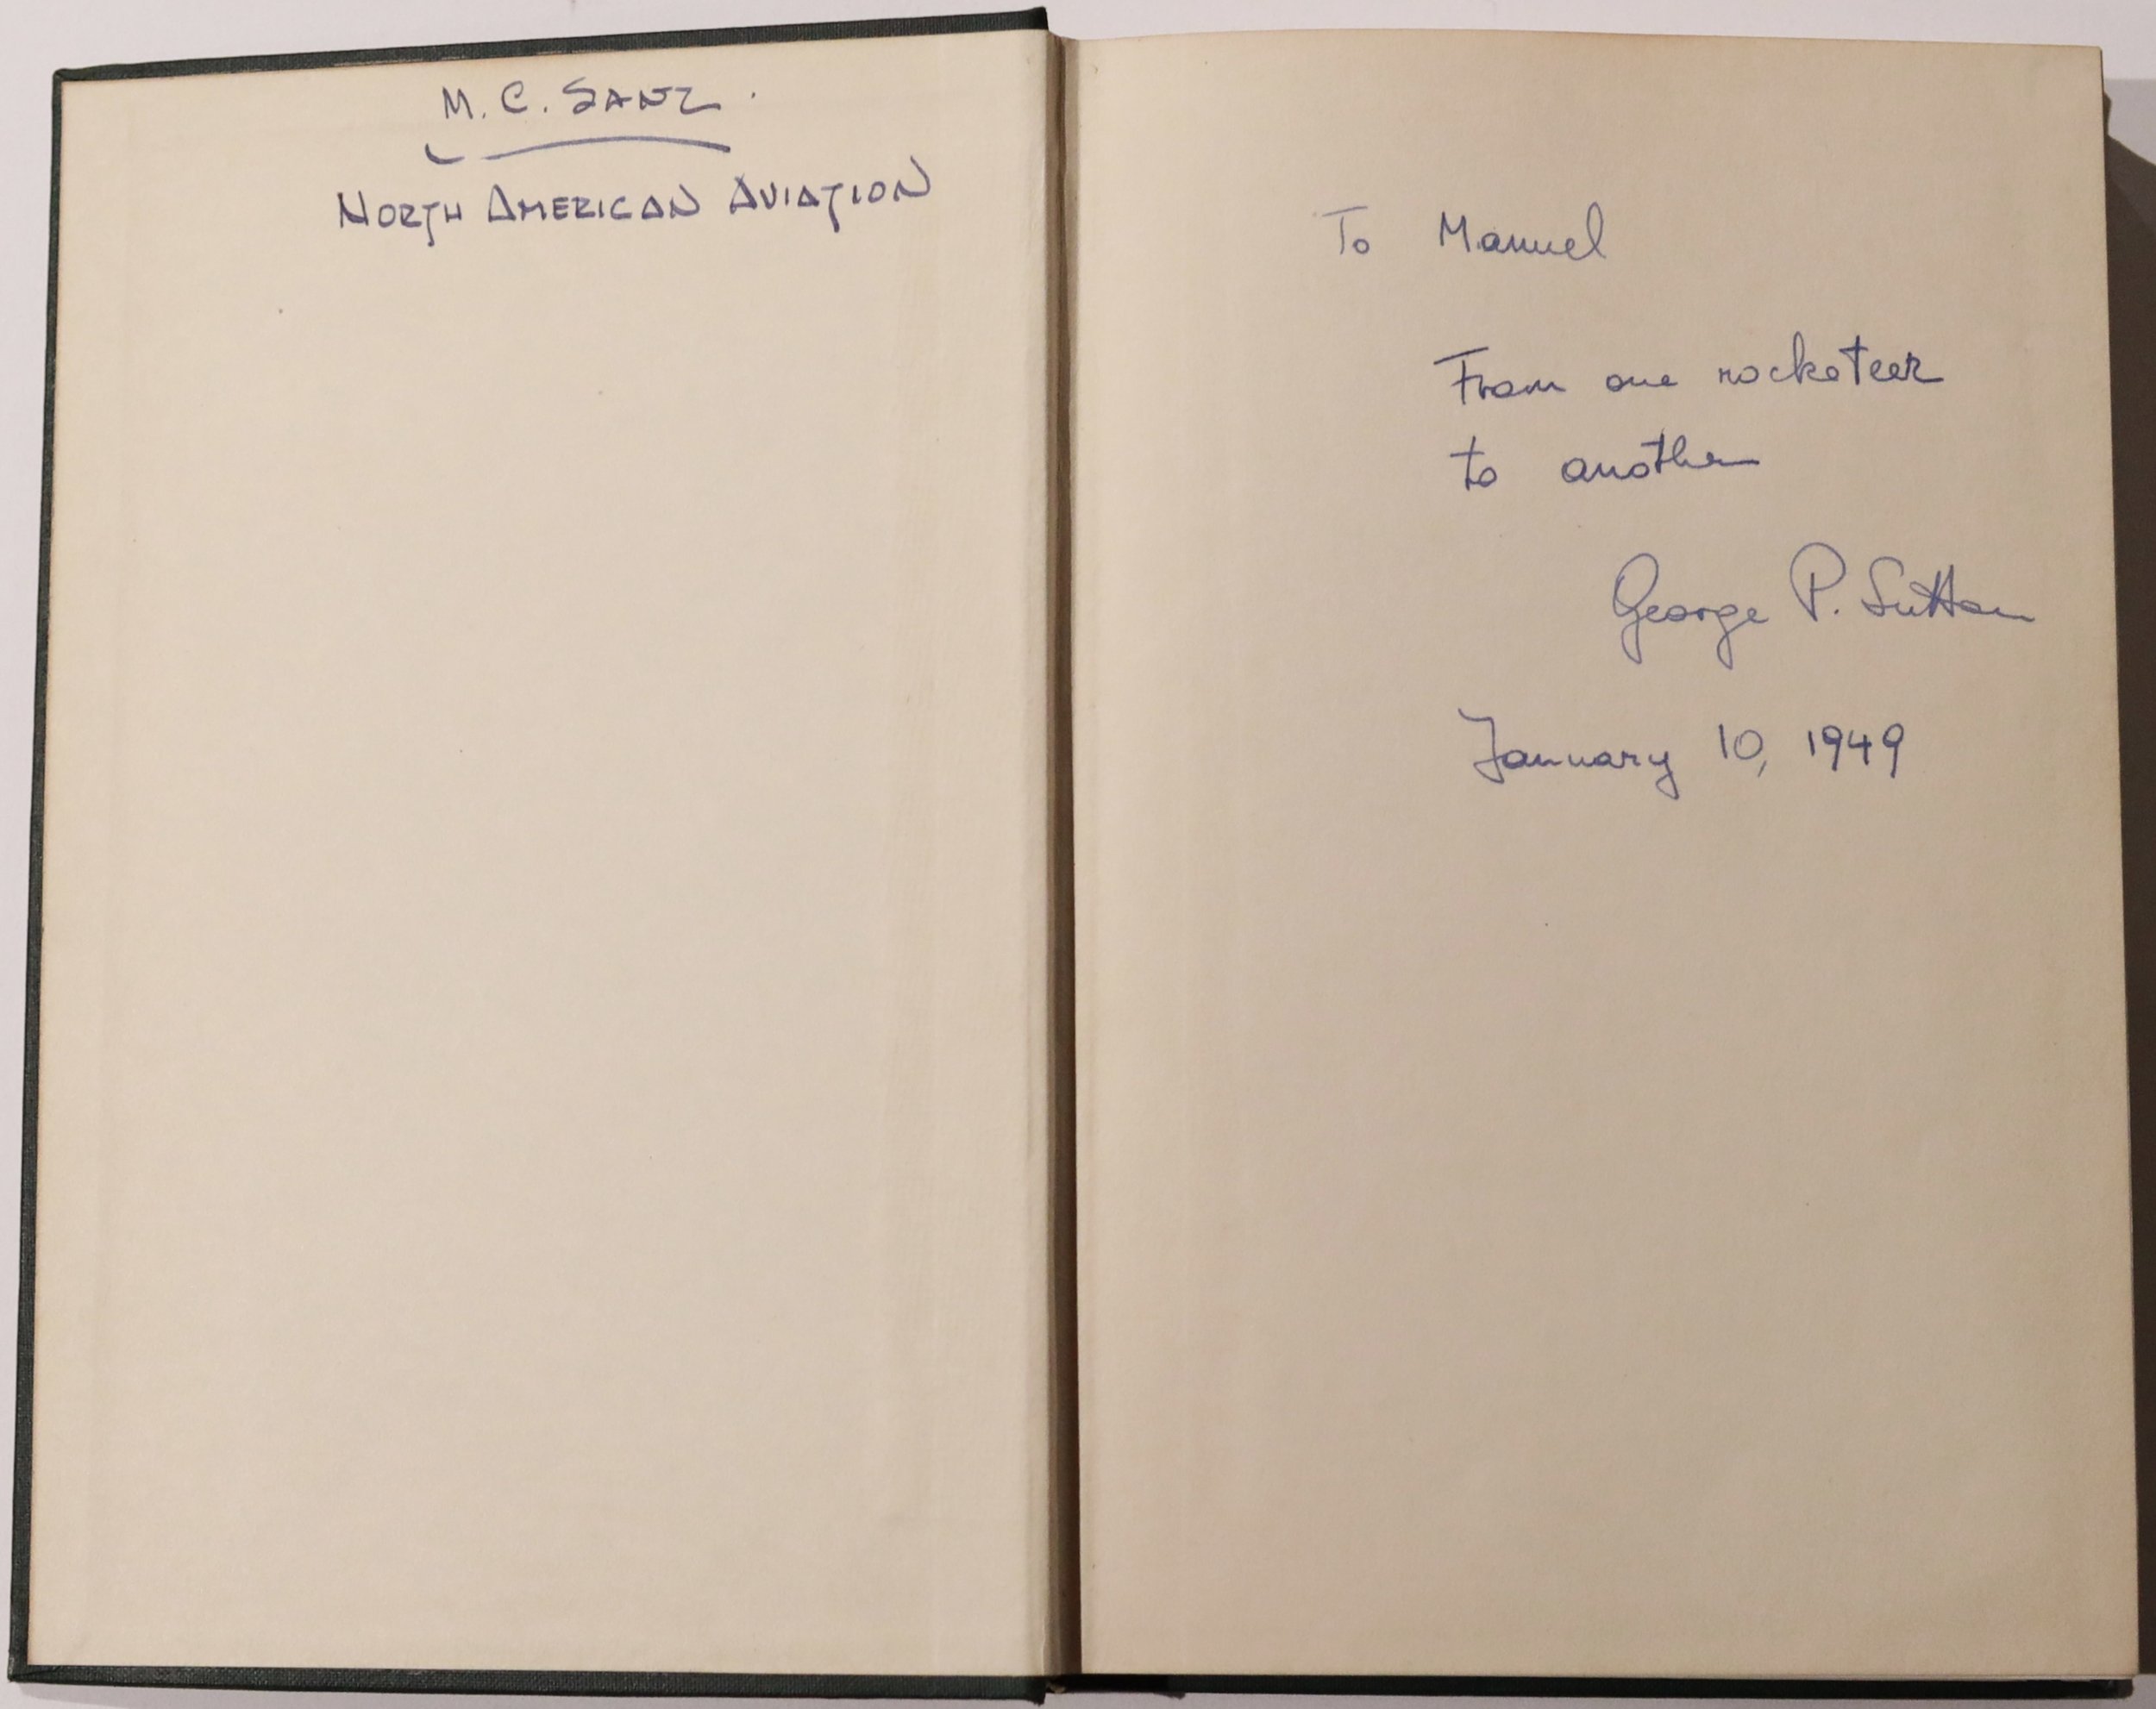 M. C. SANZ
NORTH AMERICAN AVIATION
To Manuel
From one rocketeer
to another
George P. Sutton
January 10, 1949